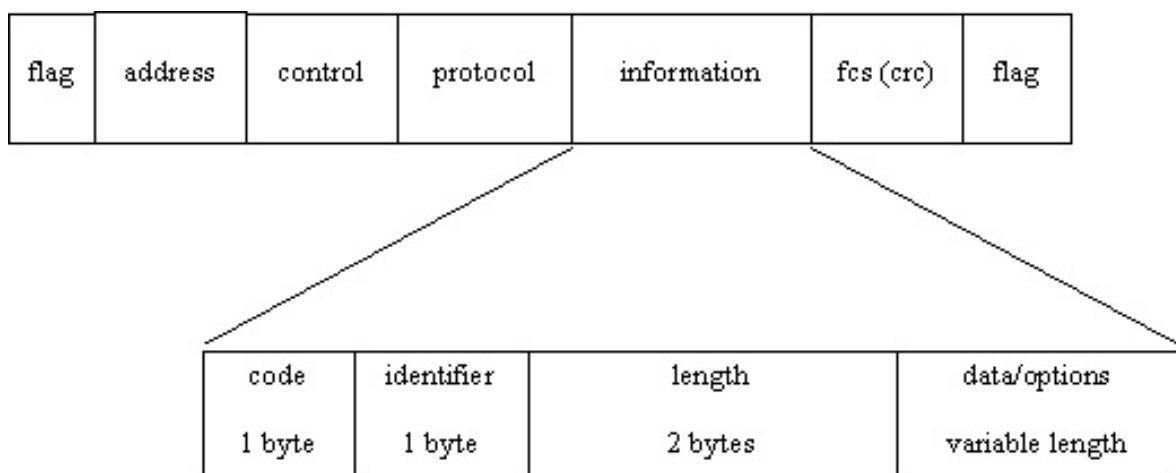 flag address control protocol information fcs (crc) flag
code identifier length data/options
1 byte 1 byte 2 bytes variable length